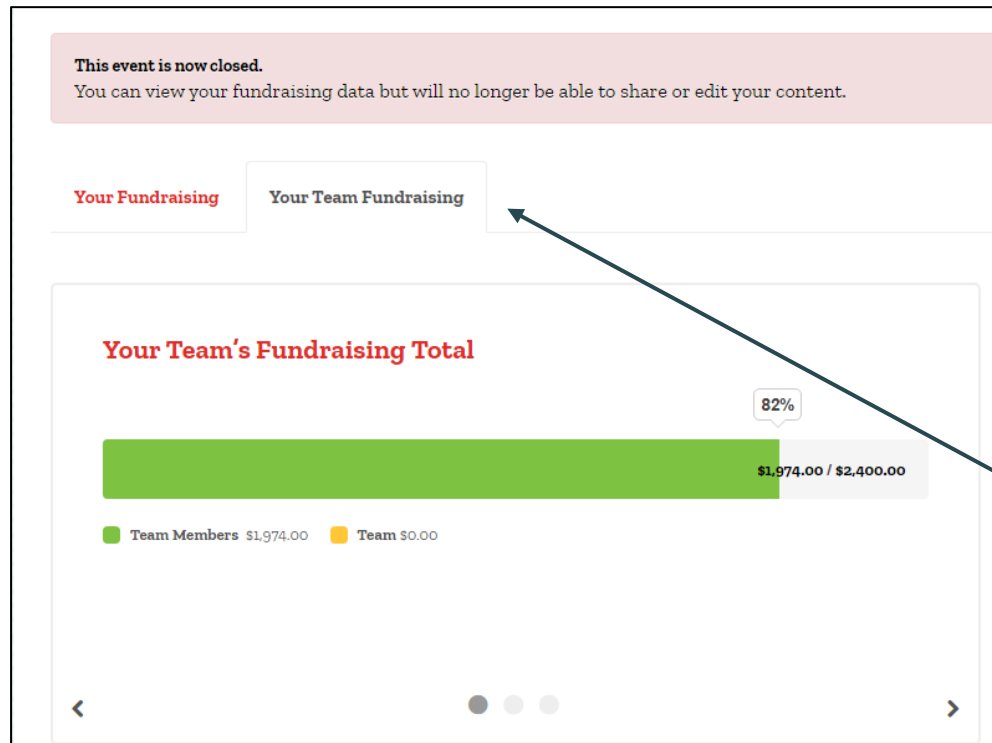 This event is now closed.
You can view your fundraising data but will no longer be able to share or edit your content.
Your Fundraising Your Team Fundraising
Your Team's Fundraising Total
82%
$1,974.00 / $2,400.00
Team Members $1,974.00 Team $0.00